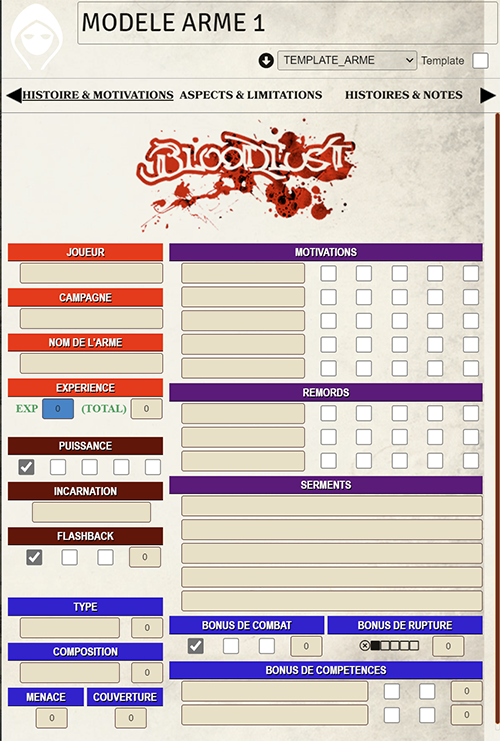 MODELE ARME 1
TEMPLATE_ARME Template
HISTOIRE & MOTIVATIONS ASPECTS & LIMITATIONS HISTOIRES & NOTES
BLOODLUST
JOUEUR
CAMPAGNE
NOM DE L'ARME
EXPERIENCE
EXP 0 (TOTAL) 0
PUISSANCE
INCARNATION
FLASHBACK
0
TYPE
0
COMPOSITION
0
MENACE COUVERTURE
0 0
MOTIVATIONS
REMORDS
SERMENTS
BONUS DE COMBAT BONUS DE RUPTURE
0 0
BONUS DE COMPETENCES
0
0